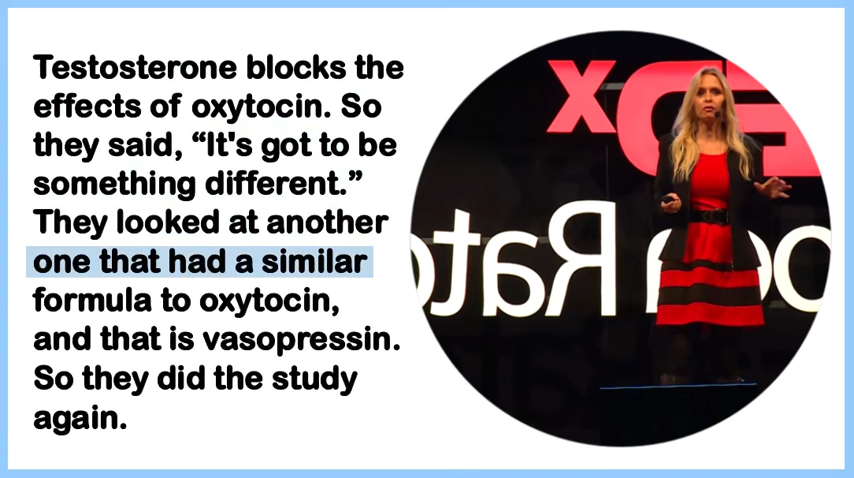 Testosterone blocks the
effects of oxytocin. So
they said, “It's got to be
something different.”
They looked at another
one that had a similar
formula to oxytocin,
and that is vasopressin.
So they did the study
again.